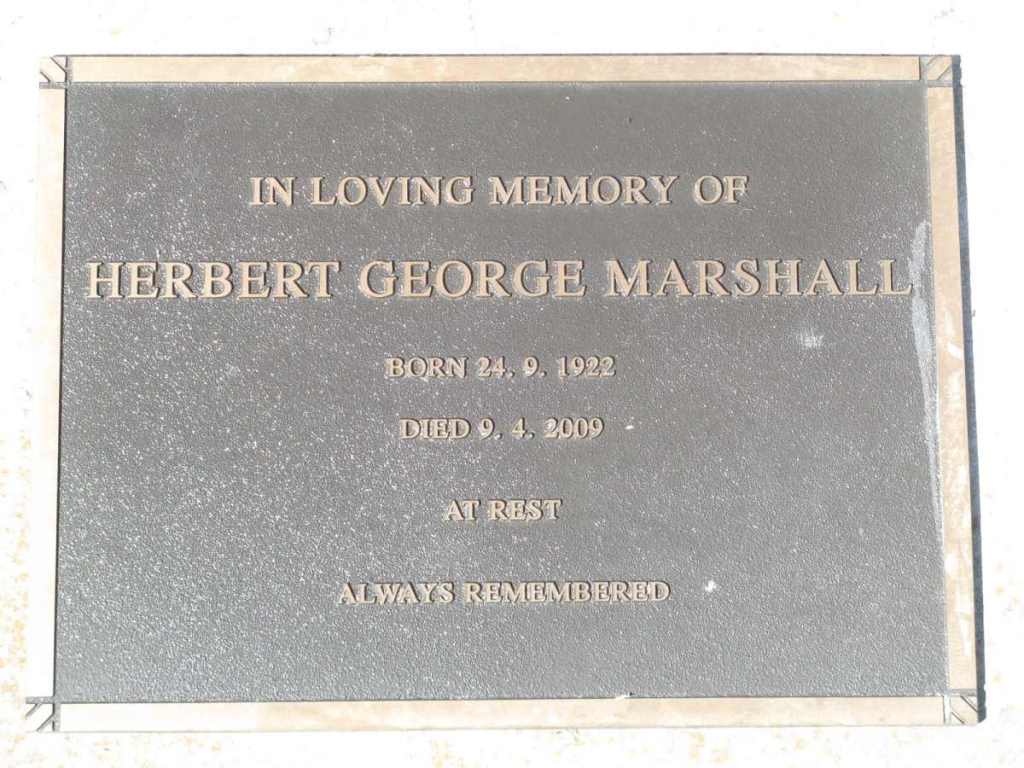 IN LOVING MEMORY OF
HERBERT GEORGE MARSHALL
BORN 24. 9. 1922
DIED 9. 4. 2009
AT REST
ALWAYS REMEMBERED